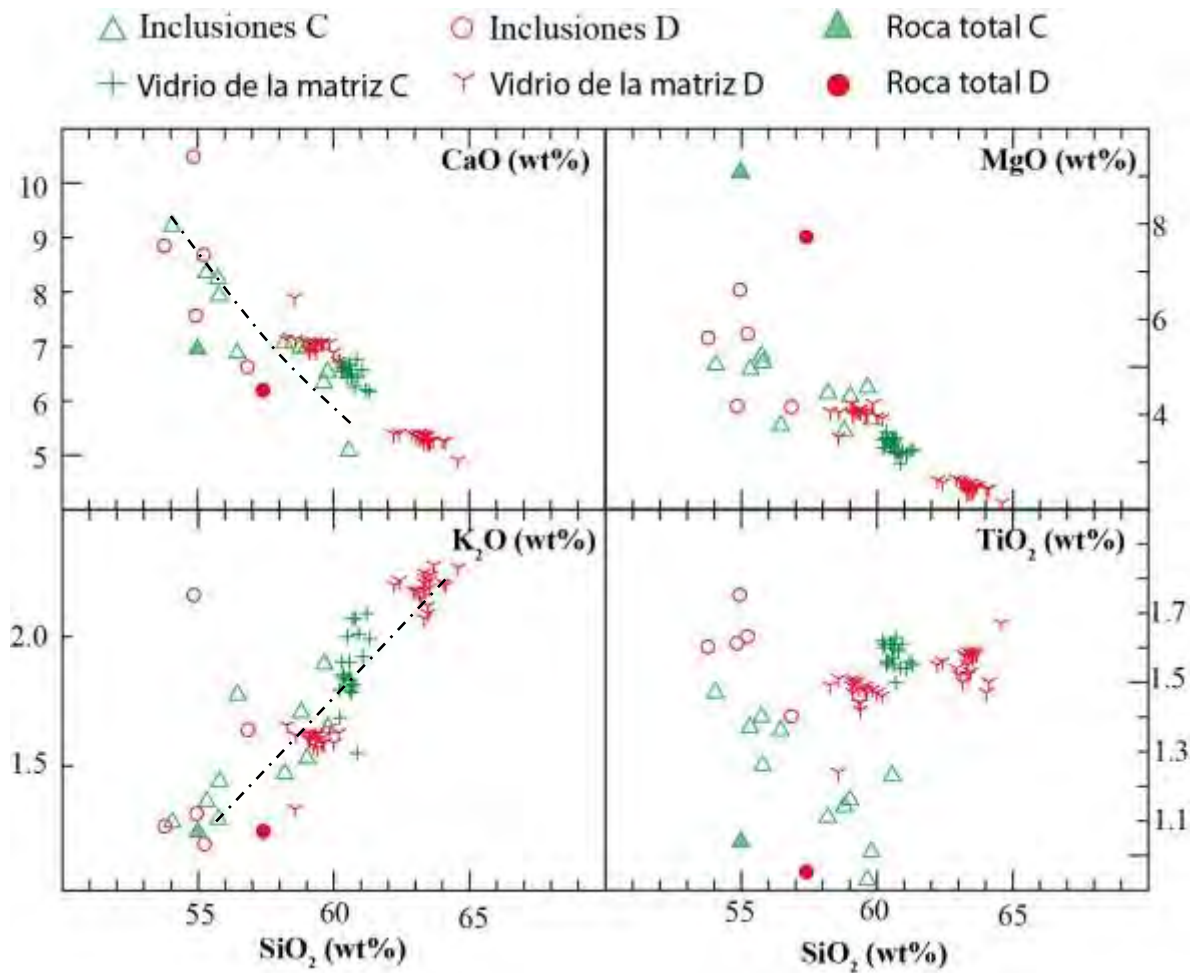 Inclusiones C Inclusiones D Roca total C
Vidrio de la matriz C Vidrio de la matriz D Roca total D
CaO (wt%) MgO (wt%)
10
9
8
7
6
5
8
6
4
K₂O (wt%) TiO₂ (wt%)
2.0
1.5
1.7
1.5
1.3
1.1
55 60 65 55 60 65
SiO₂ (wt%) SiO₂ (wt%)